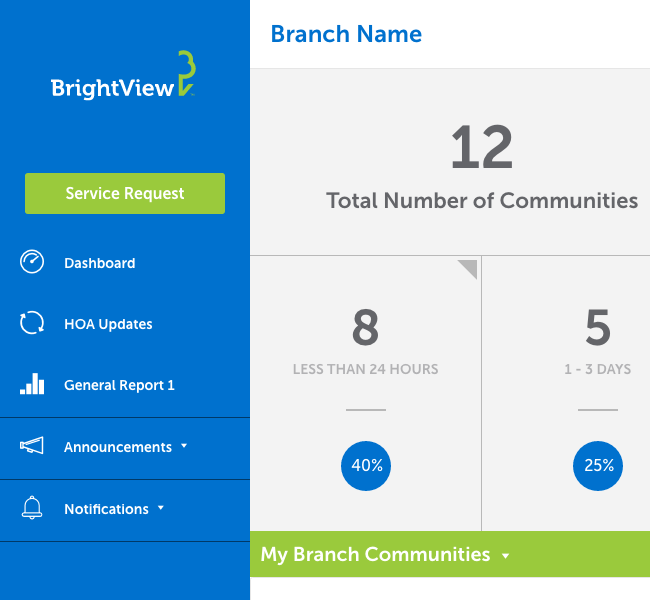 BrightView
Service Request
Dashboard
HOA Updates
General Report 1
Announcements
Notifications
Branch Name
12
Total Number of Communities
8
LESS THAN 24 HOURS
40%
5
1 - 3 DAYS
25%
My Branch Communities